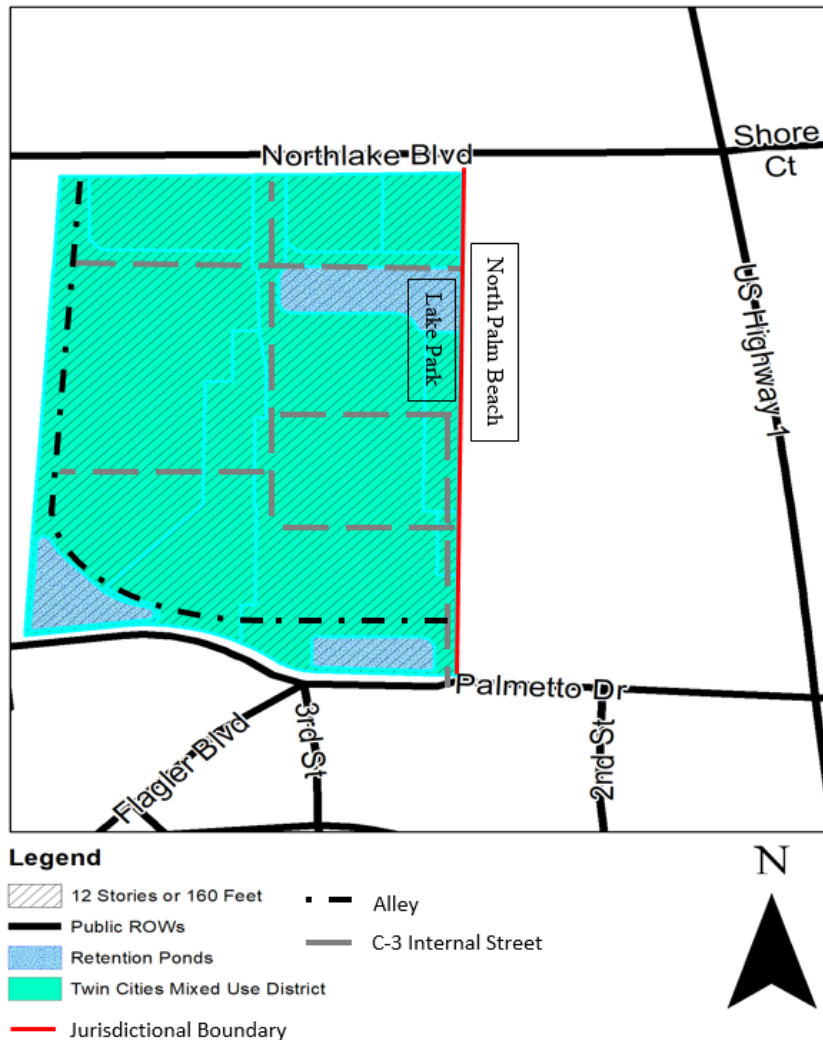 Northlake Blvd
Shore
Ct
US Highway 1
North Palm Beach
Lake Park
Palmetto Dr
Flagler Blvd
3rd St
2nd St
Legend
12 Stories or 160 Feet
Public ROWs
Retention Ponds
Twin Cities Mixed Use District
Jurisdictional Boundary
Alley
C-3 Internal Street
N